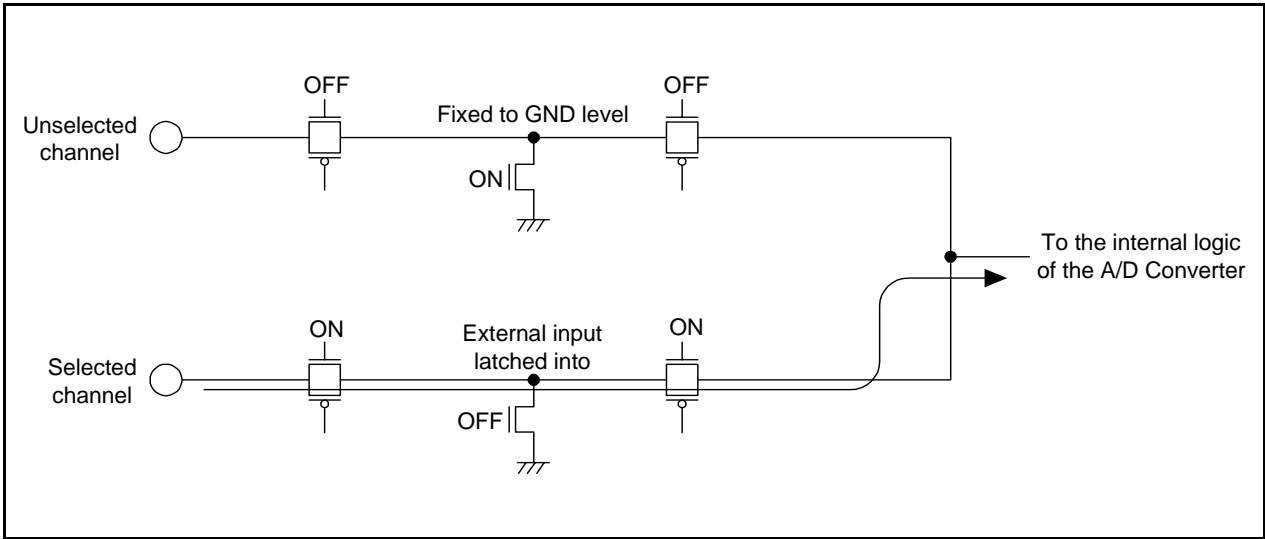 OFF
OFF
Fixed to GND level
Unselected
channel
ON
To the internal logic
of the A/D Converter
ON
External input
latched into
ON
Selected
channel
OFF